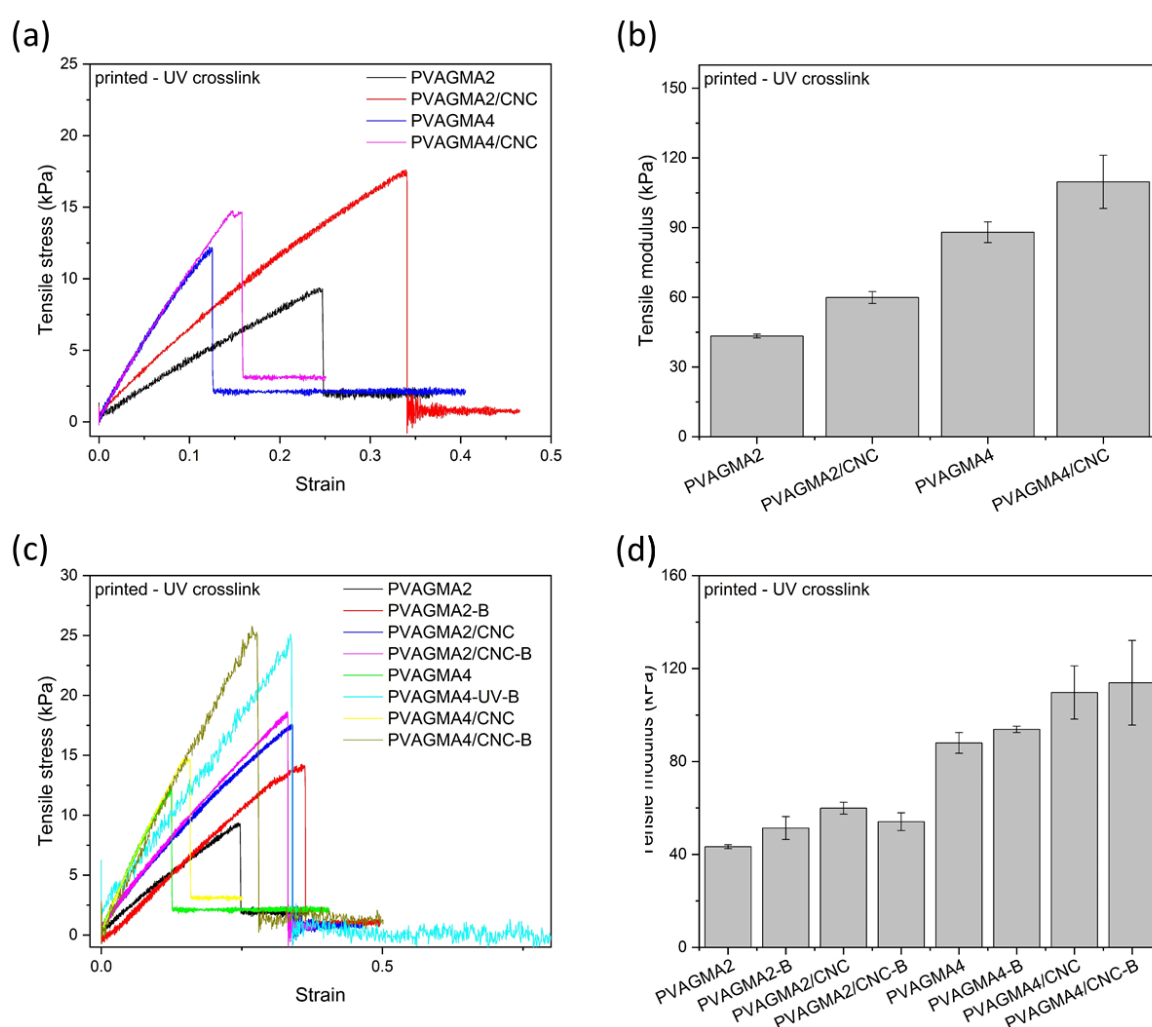 (a)
printed - UV crosslink
PVAGMA2
PVAGMA2/CNC
PVAGMA4
PVAGMA4/CNC
Tensile stress (kPa)
25
20
15
10
5
0
0.0 0.1 0.2 0.3 0.4 0.5
Strain
(b)
printed - UV crosslink
Tensile modulus (kPa)
150
120
90
60
30
0
PVAGMA2 PVAGMA2/CNC PVAGMA4 PVAGMA4/CNC
(c)
printed - UV crosslink
PVAGMA2
PVAGMA2-B
PVAGMA2/CNC
PVAGMA2/CNC-B
PVAGMA4
PVAGMA4-UV-B
PVAGMA4/CNC
PVAGMA4/CNC-B
Tensile stress (kPa)
30
25
20
15
10
5
0
0.0 0.5
Strain
(d)
printed - UV crosslink
Tensile modulus (kPa)
160
120
80
40
0
PVAGMA2 PVAGMA2-B PVAGMA2/CNC PVAGMA2/CNC-B PVAGMA4 PVAGMA4-B PVAGMA4/CNC PVAGMA4/CNC-B